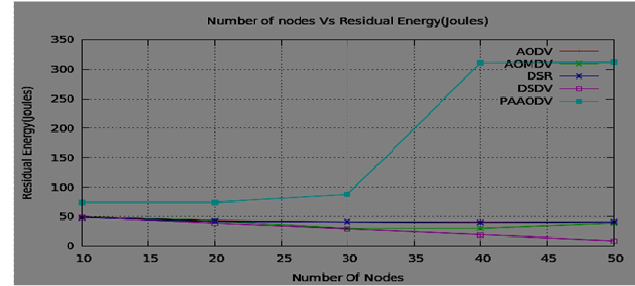 Number of nodes Vs Residual Energy(Joules)
350
300
250
200
150
100
50
0
Residual Energy(Joules)
AODV
AOMDV
DSR
DSDV
PAAODV
10 15 20 25 30 35 40 45 50
Number Of Nodes